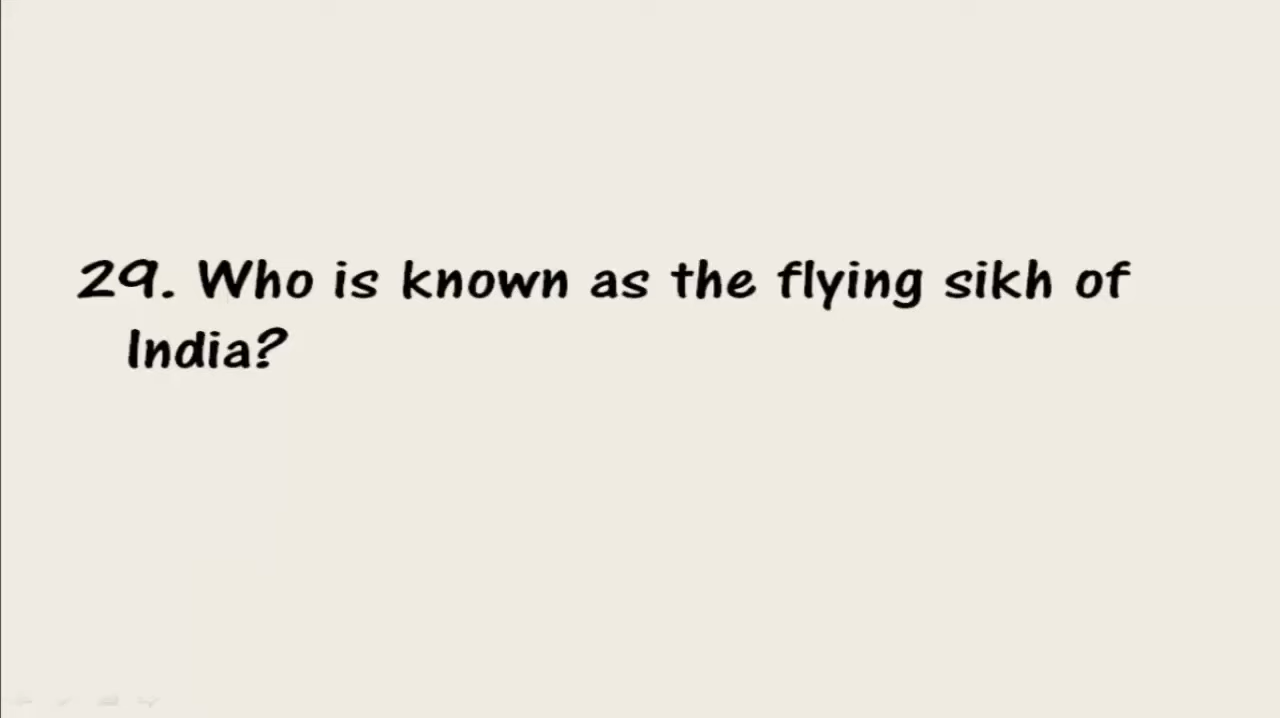 29. Who is known as the flying sikh of
India?